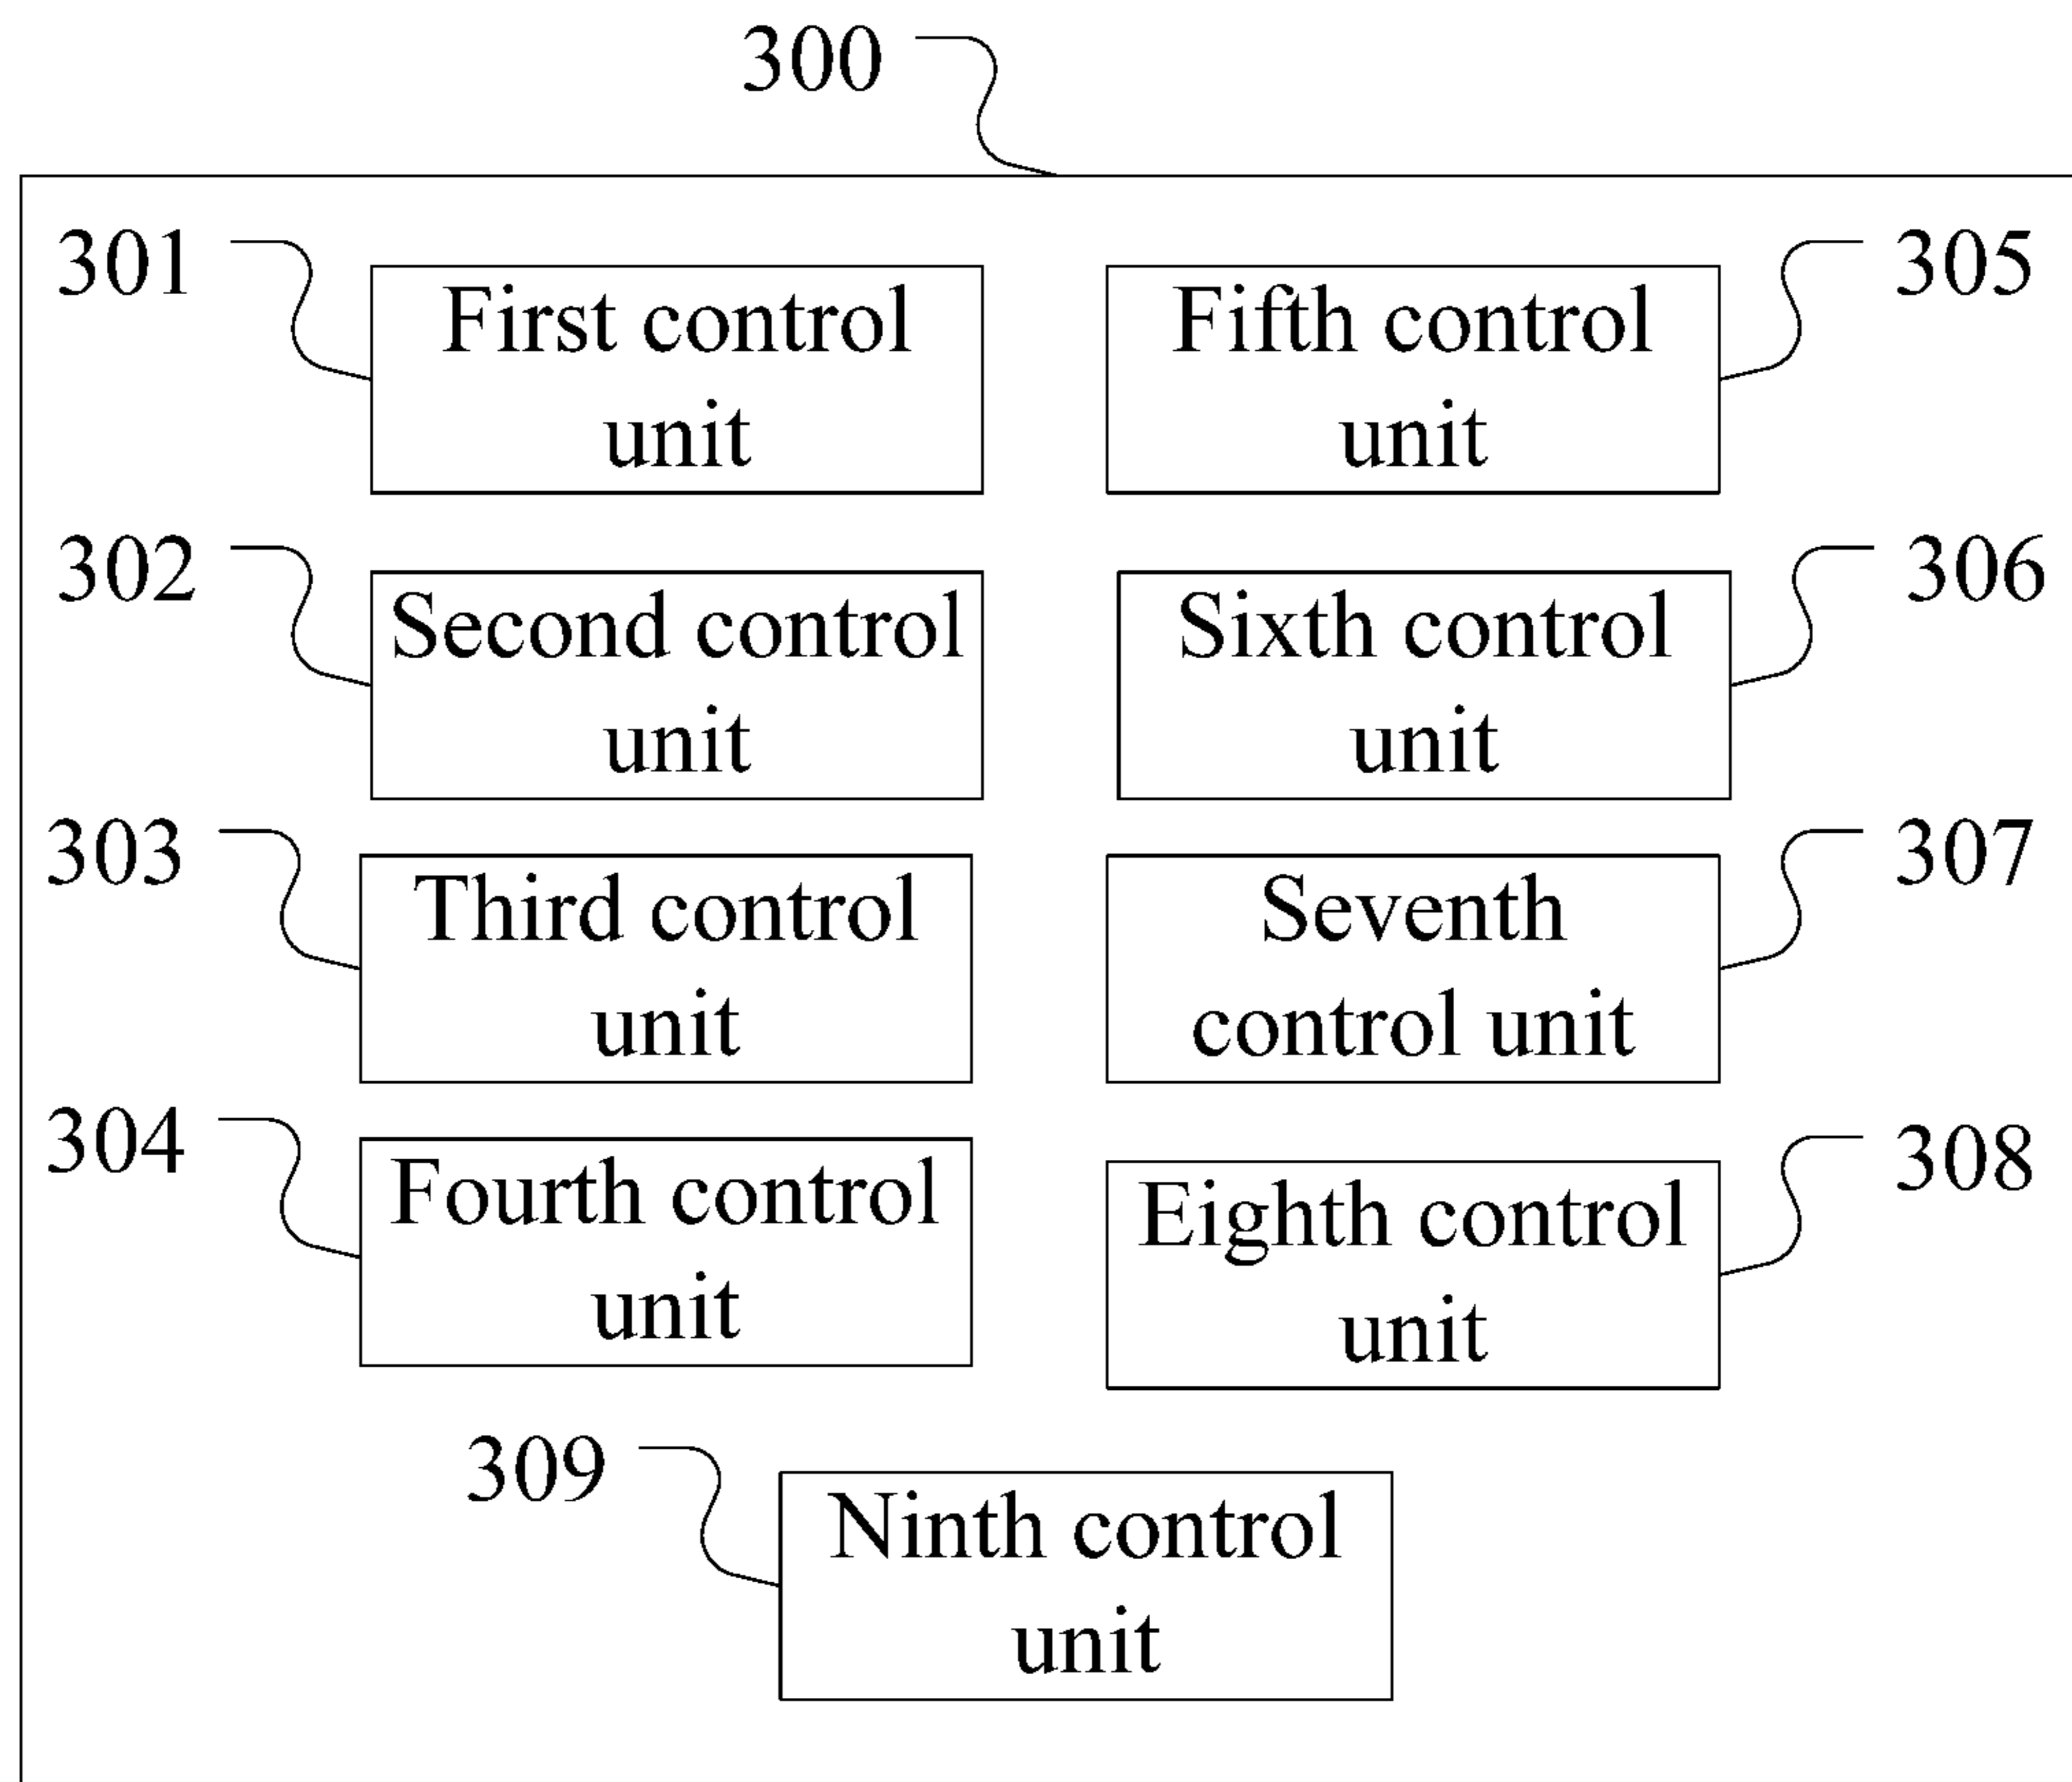 300
301
First control
unit
305
Fifth control
unit
302
Second control
unit
306
Sixth control
unit
303
Third control
unit
307
Seventh
control unit
304
Fourth control
unit
308
Eighth control
unit
309
Ninth control
unit